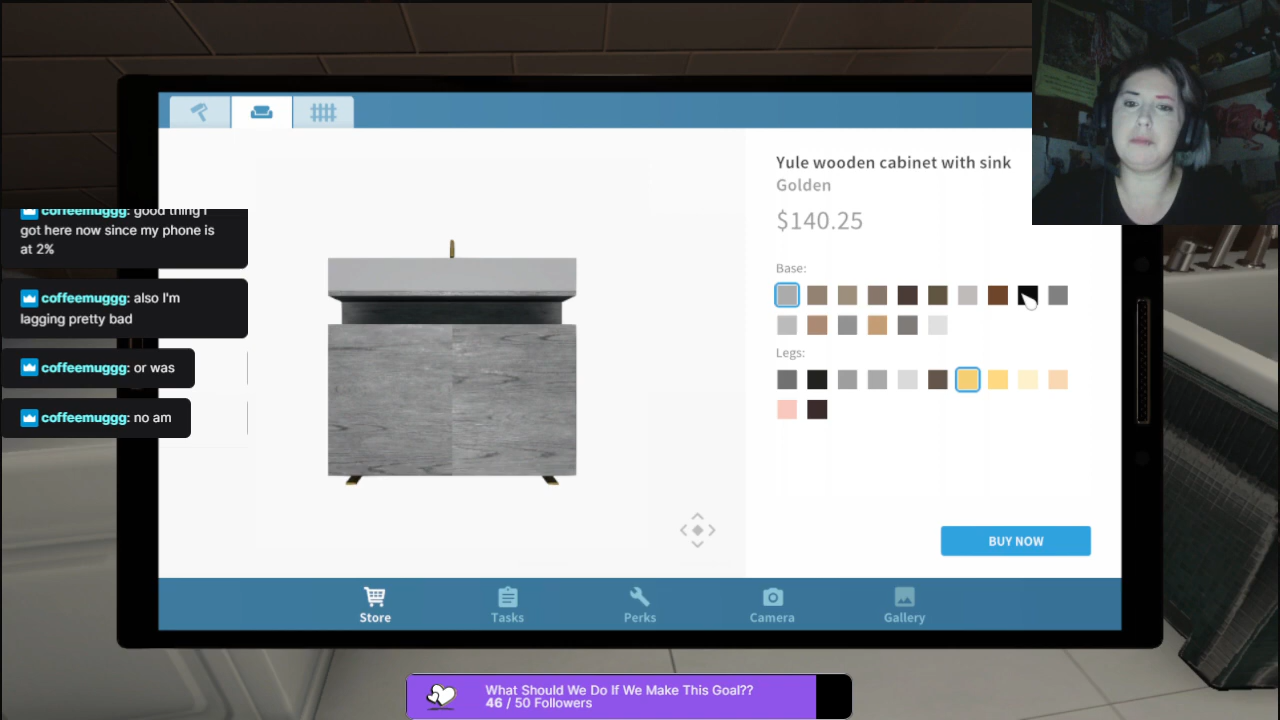 coffeemuggg: good thing I
got here now since my phone is
at 2%
coffeemuggg: also I'm
lagging pretty bad
coffeemuggg: or was
coffeemuggg: no am
Yule wooden cabinet with sink
Golden
$140.25
Base:
Legs:
BUY NOW
Store
Tasks
Perks
Camera
Gallery
What Should We Do If We Make This Goal??
46 / 50 Followers